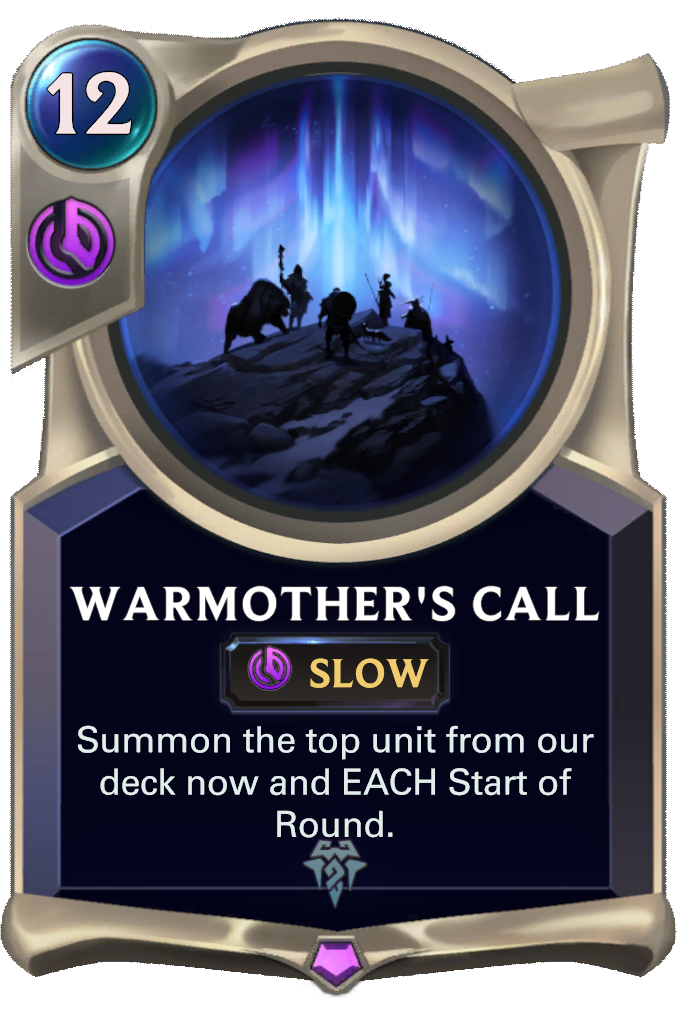 12
WARMOTHER'S CALL
SLOW
Summon the top unit from our
deck now and EACH Start of
Round.